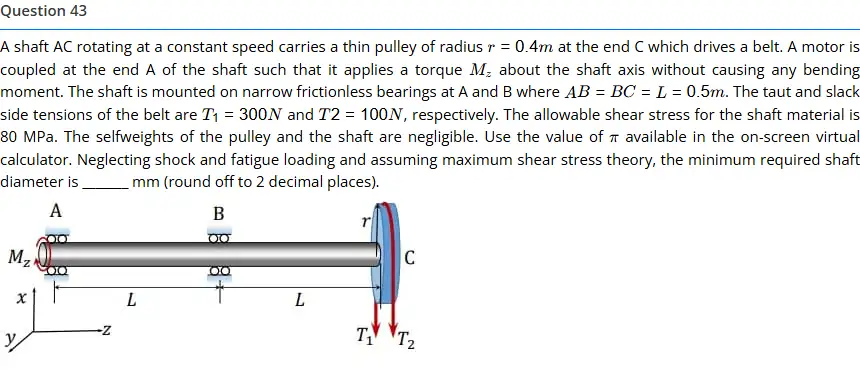 Question 43
A shaft AC rotating at a constant speed carries a thin pulley of radius r = 0.4m at the end C which drives a belt. A motor is
coupled at the end A of the shaft such that it applies a torque Mz about the shaft axis without causing any bending
moment. The shaft is mounted on narrow frictionless bearings at A and B where AB = BC = L = 0.5m. The taut and slack
side tensions of the belt are T1 = 300N and T2 = 100N, respectively. The allowable shear stress for the shaft material is
80 MPa. The selfweights of the pulley and the shaft are negligible. Use the value of π available in the on-screen virtual
calculator. Neglecting shock and fatigue loading and assuming maximum shear stress theory, the minimum required shaft
diameter is ______ mm (round off to 2 decimal places).
A B
r
Mz C
x L L
z
y T1 T2